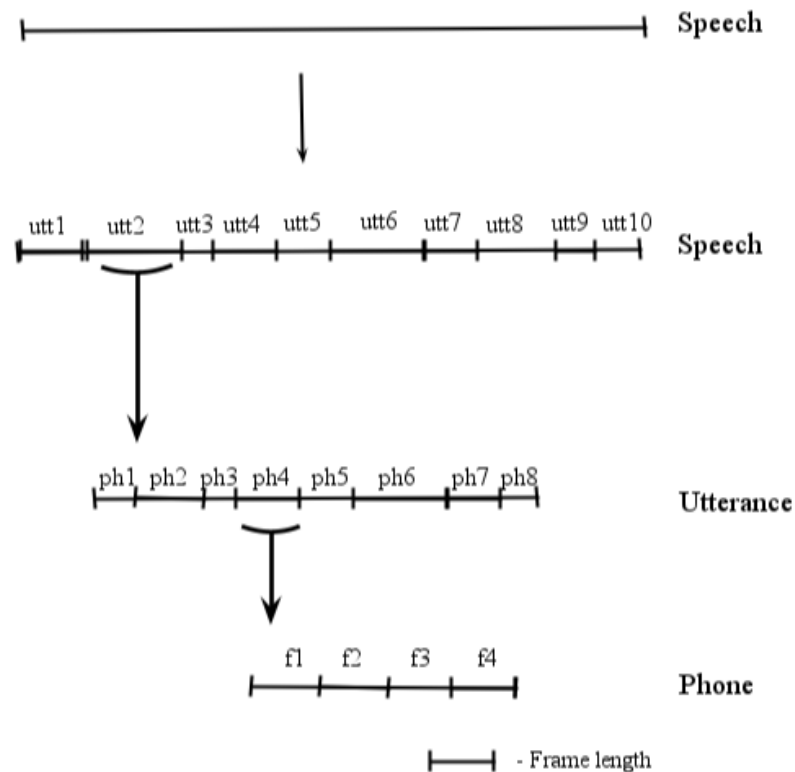 Speech
utt1 utt2 utt3 utt4 utt5 utt6 utt7 utt8 utt9 utt10
Speech
ph1 ph2 ph3 ph4 ph5 ph6 ph7 ph8
Utterance
f1 f2 f3 f4
Phone
- Frame length